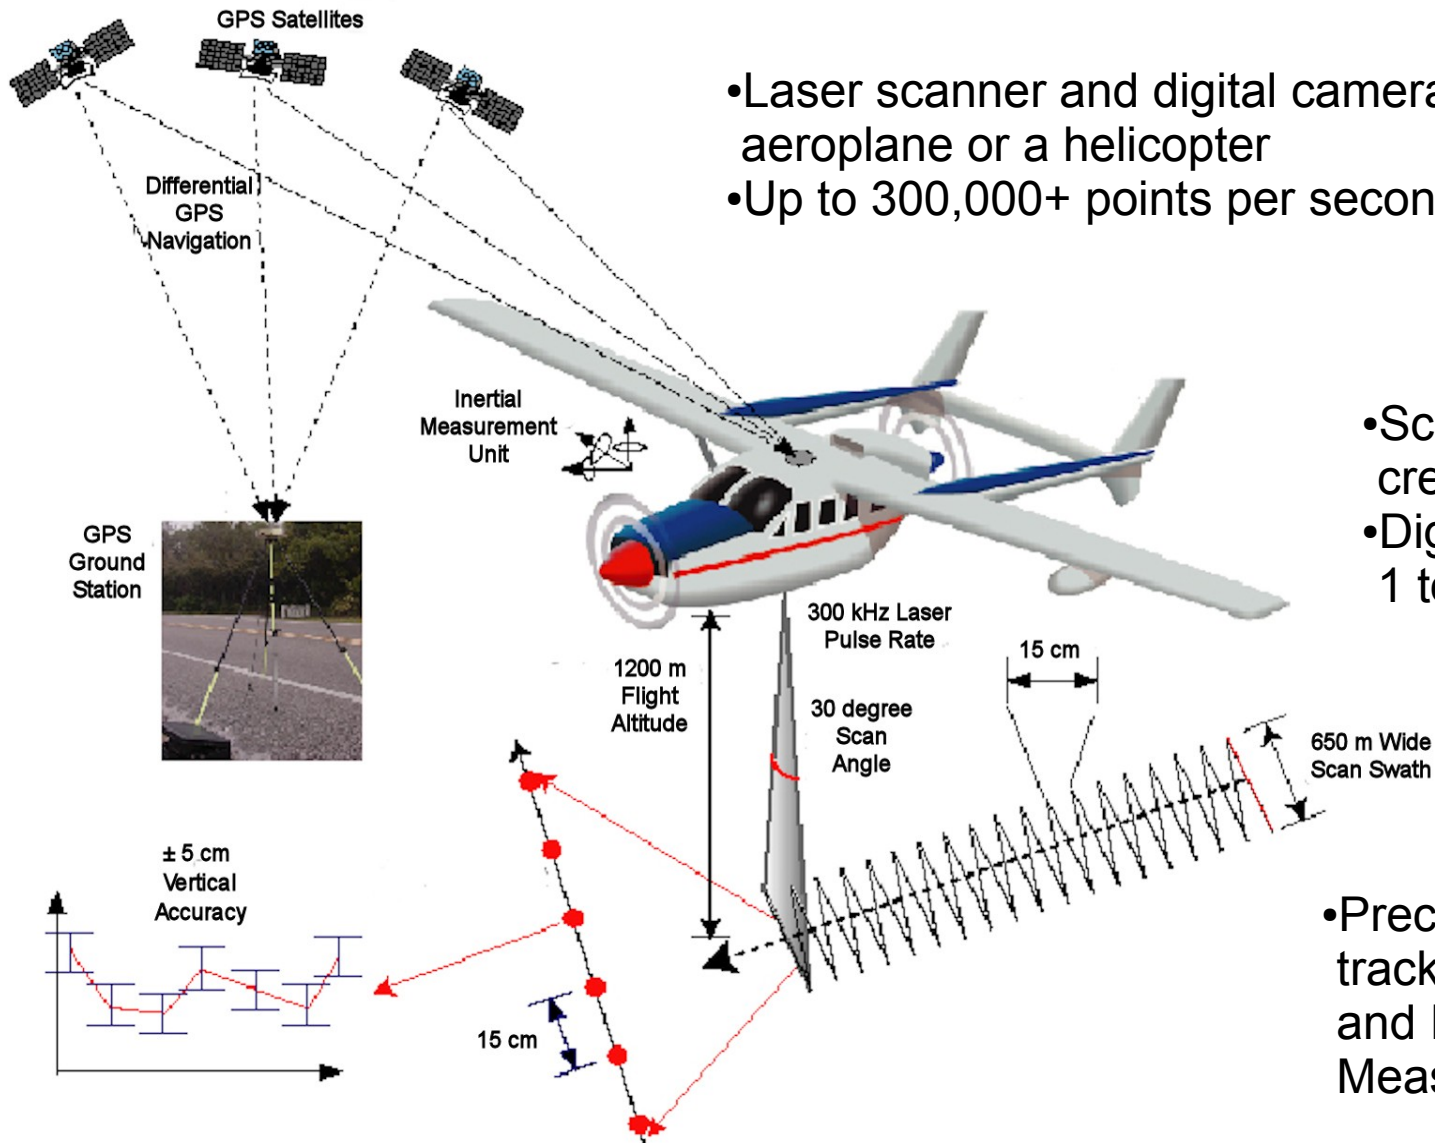 GPS Satellites
•Laser scanner and digital camera
aeroplane or a helicopter
•Up to 300,000+ points per secon
Differential
GPS
Navigation
Inertial
Measurement
Unit
•Sc
cre
•Dig
1 to
GPS
Ground
Station
300 kHz Laser
Pulse Rate
1200 m
Flight
Altitude
30 degree
Scan
Angle
15 cm
650 m Wide
Scan Swath
± 5 cm
Vertical
Accuracy
15 cm
•Prec
track
and
Meas